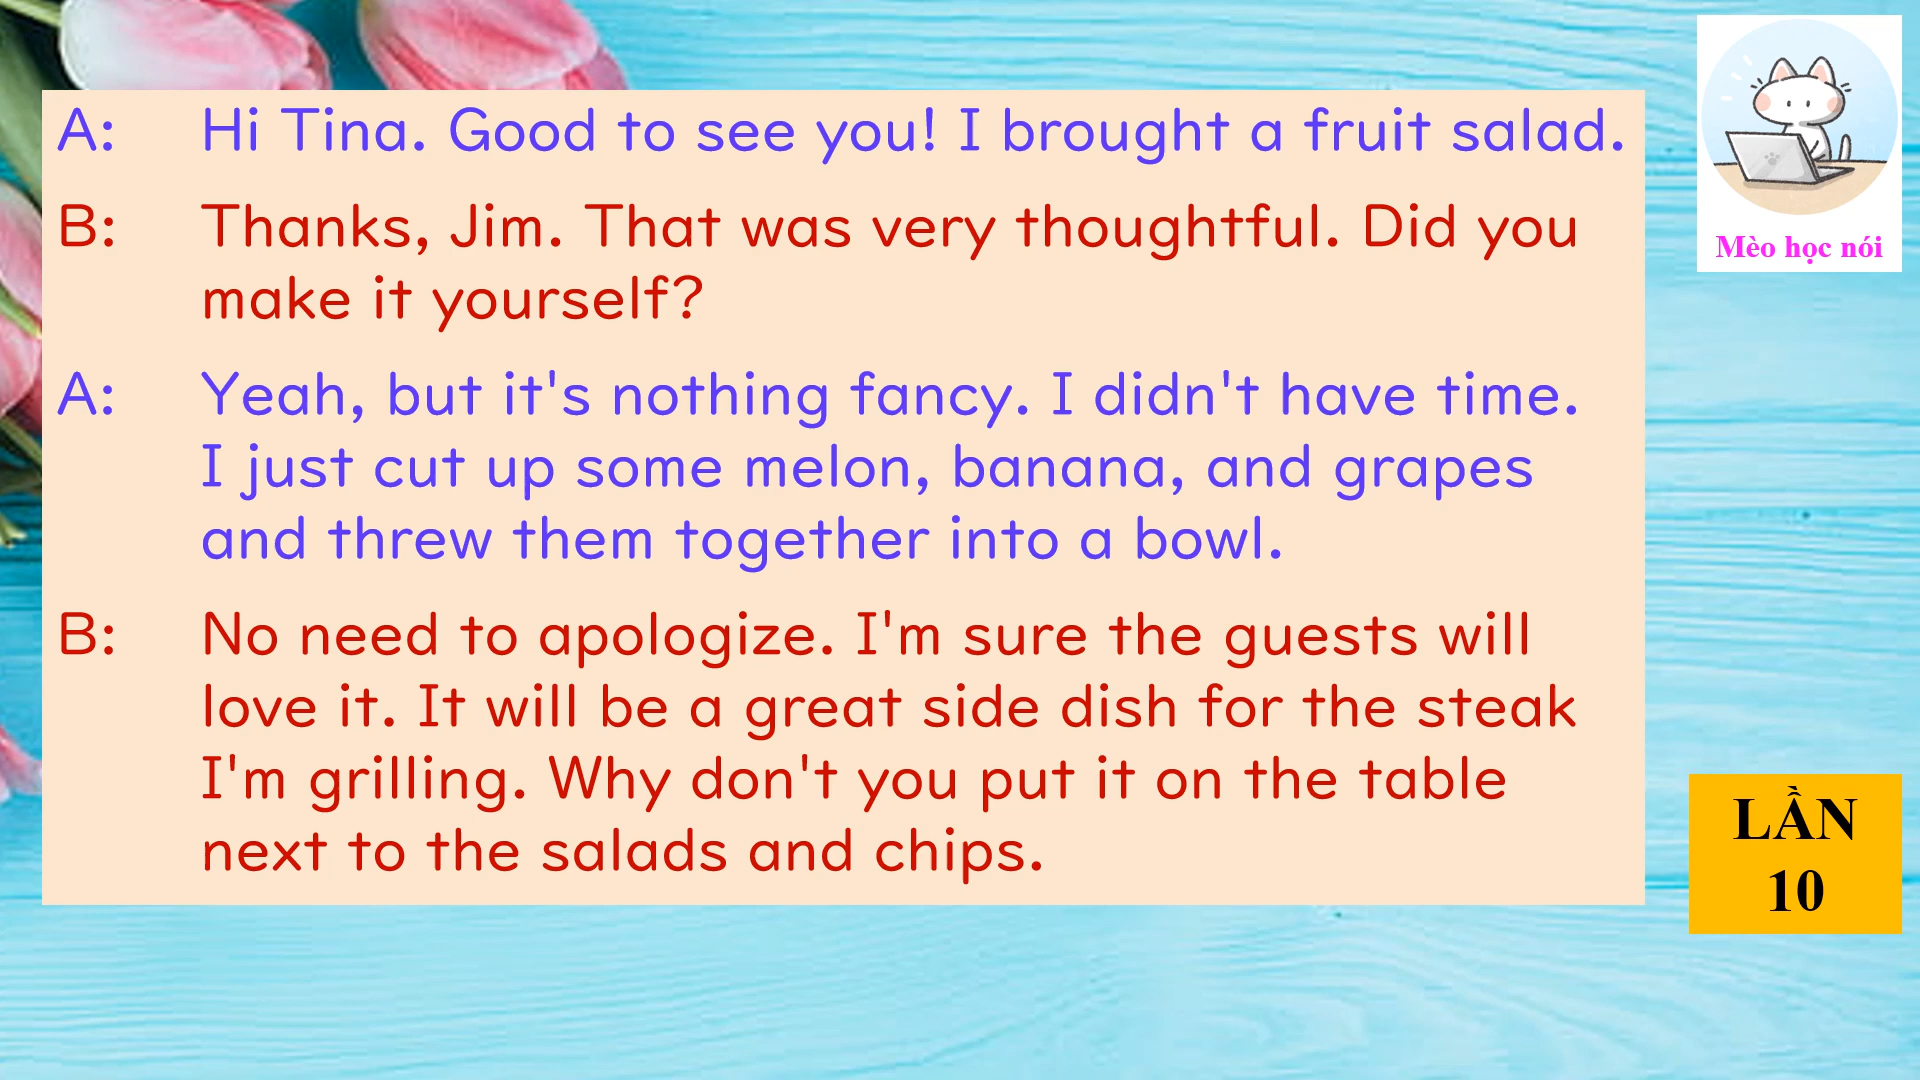 A: Hi Tina. Good to see you! I brought a fruit salad.
B: Thanks, Jim. That was very thoughtful. Did you
make it yourself?
A: Yeah, but it's nothing fancy. I didn't have time.
I just cut up some melon, banana, and grapes
and threw them together into a bowl.
B: No need to apologize. I'm sure the guests will
love it. It will be a great side dish for the steak
I'm grilling. Why don't you put it on the table
next to the salads and chips.
Mèo học nói
LẦN
10